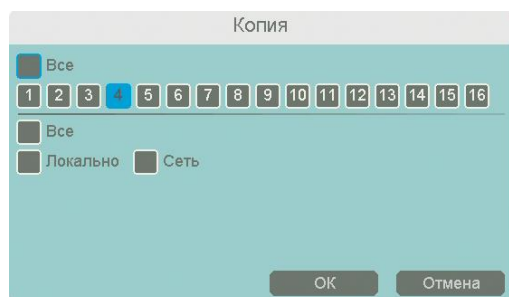 Копия
Все
1 2 3 4 5 6 7 8 9 10 11 12 13 14 15 16
Все
Локально Сеть
ОК Отмена